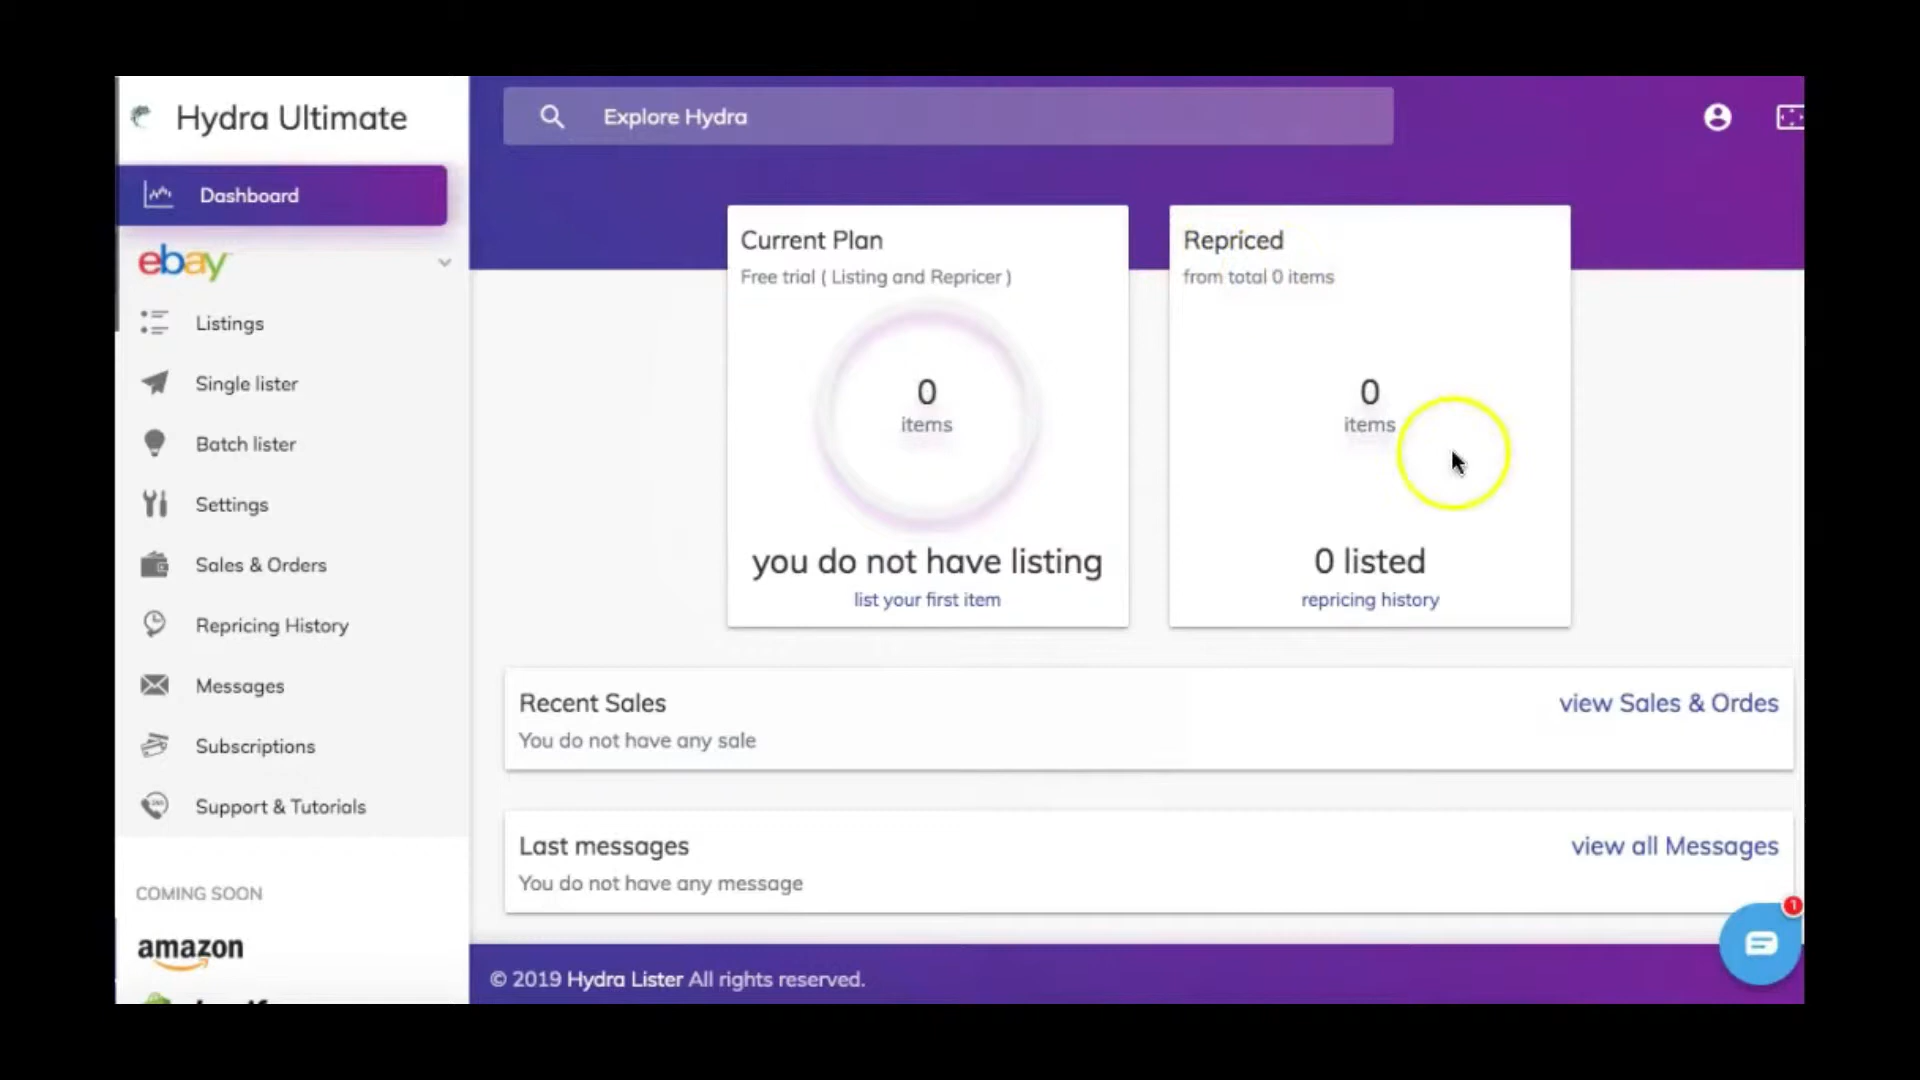 Hydra Ultimate
Explore Hydra
Dashboard
ebay
Listings
Single lister
Batch lister
Settings
Sales & Orders
Repricing History
Messages
Subscriptions
Support & Tutorials
COMING SOON
amazon
Current Plan
Free trial ( Listing and Repricer )
0
items
you do not have listing
list your first item
Repriced
from total 0 items
0
items
0 listed
repricing history
Recent Sales
view Sales & Ordes
You do not have any sale
Last messages
view all Messages
You do not have any message
1
© 2019 Hydra Lister All rights reserved.